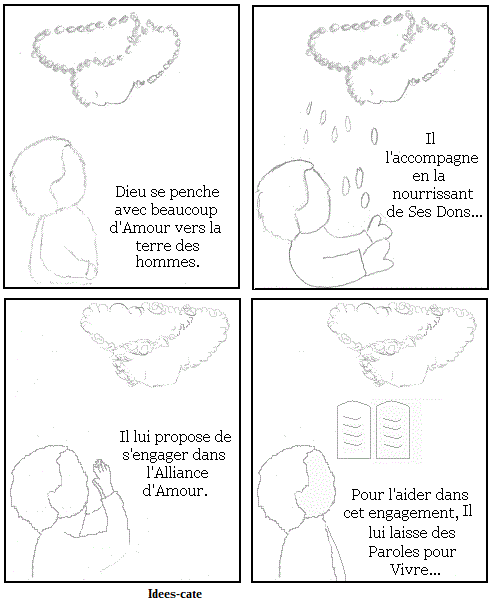 Dieu se penche
avec beaucoup
d'Amour vers la
terre des
hommes.
Il
l'accompagne
en la
nourrissant
de Ses Dons...
Il lui propose de
s'engager dans
l'Alliance
d'Amour.
Pour l'aider dans
cet engagement, Il
lui laisse des
Paroles pour
Vivre...
Idees-cate